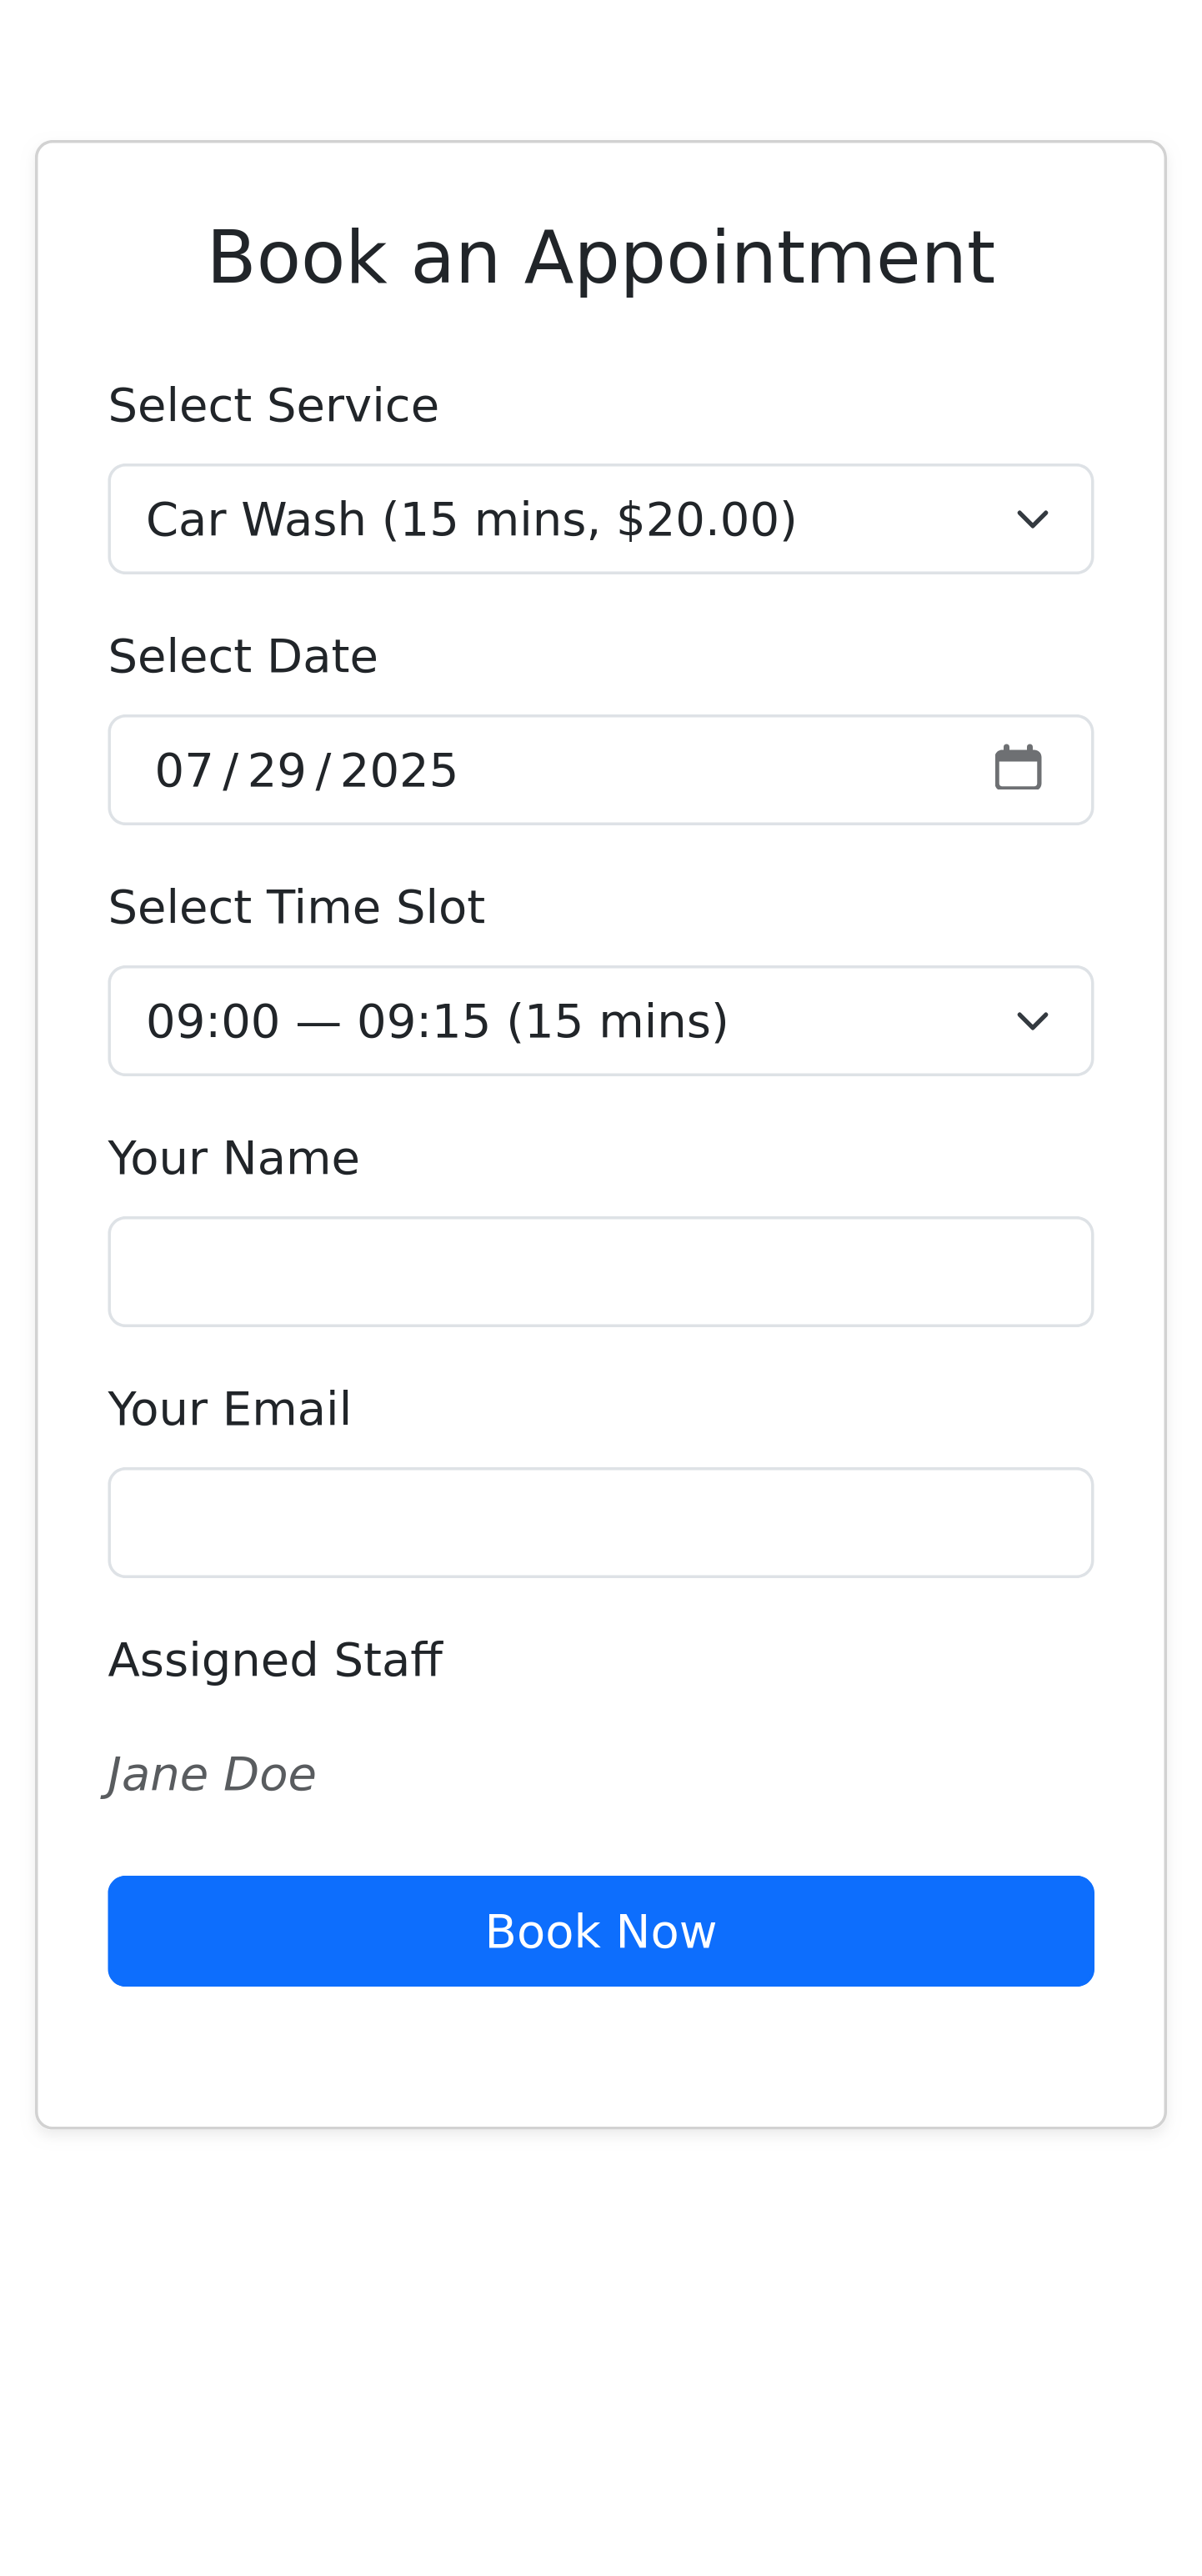 Book an Appointment
Select Service
Car Wash (15 mins, $20.00)
Select Date
07/29/2025
Select Time Slot
09:00 — 09:15 (15 mins)
Your Name
Your Email
Assigned Staff
Jane Doe
Book Now